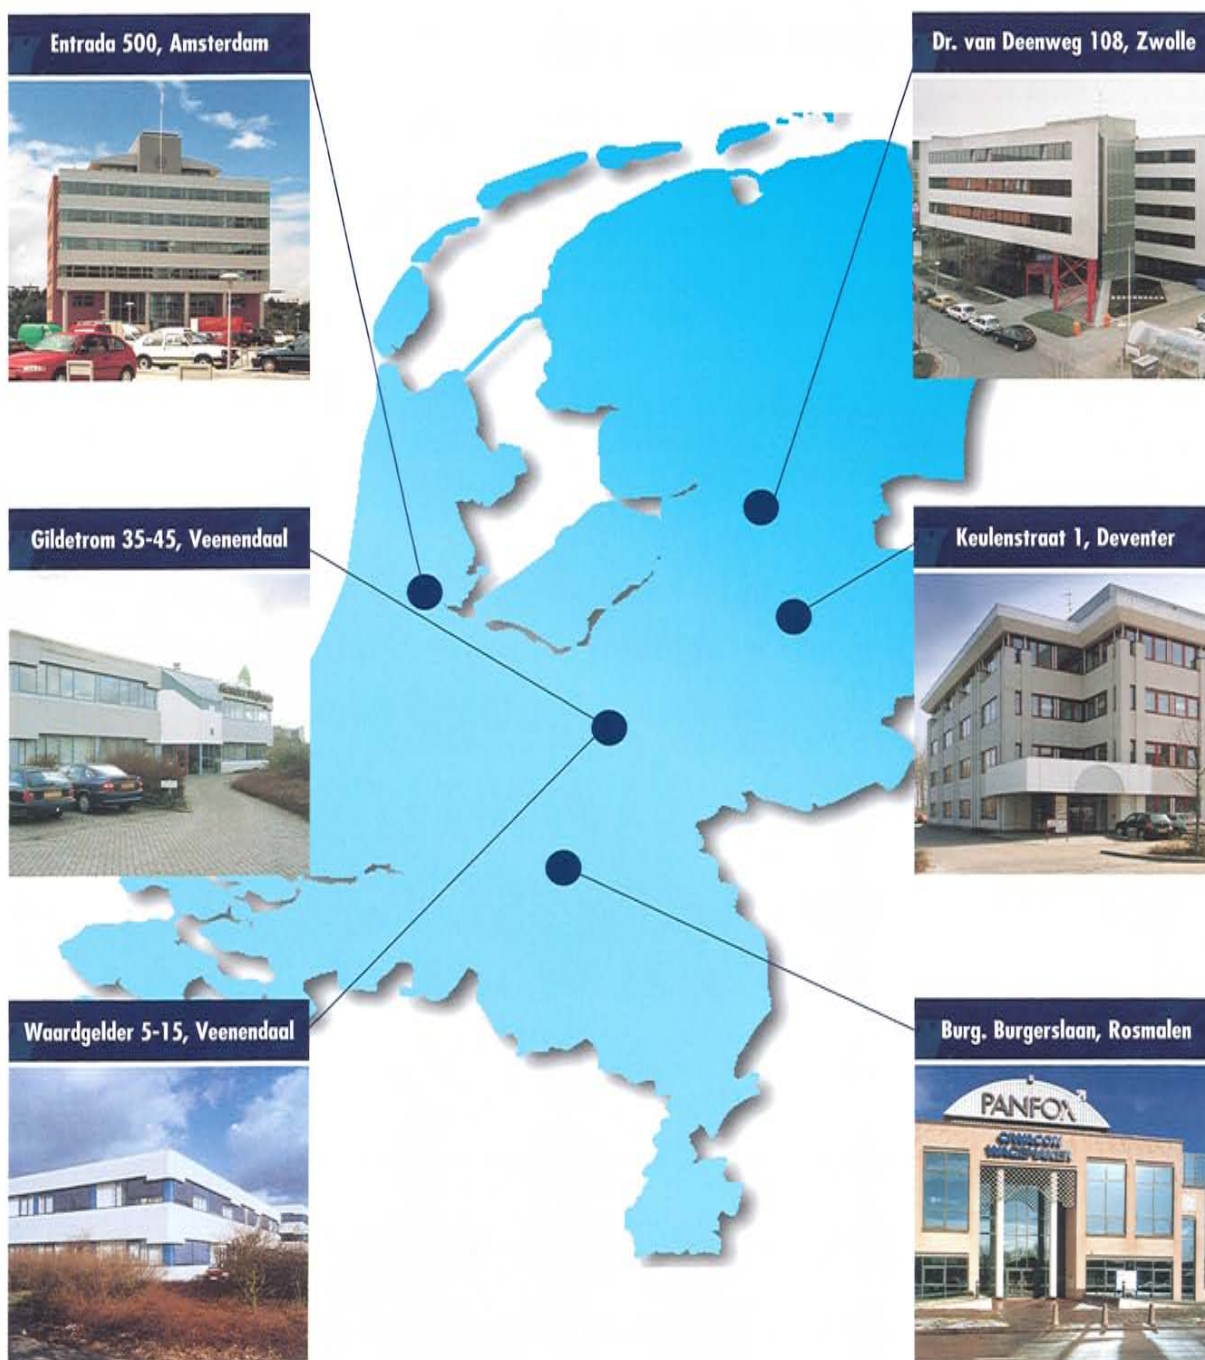 Entrada 500, Amsterdam
Dr. van Deenweg 108, Zwolle
Gildetrom 35-45, Veenendaal
Keulenstraat 1, Deventer
Waardgelder 5-15, Veenendaal
Burg. Burgerslaan, Rosmalen
PANFOX